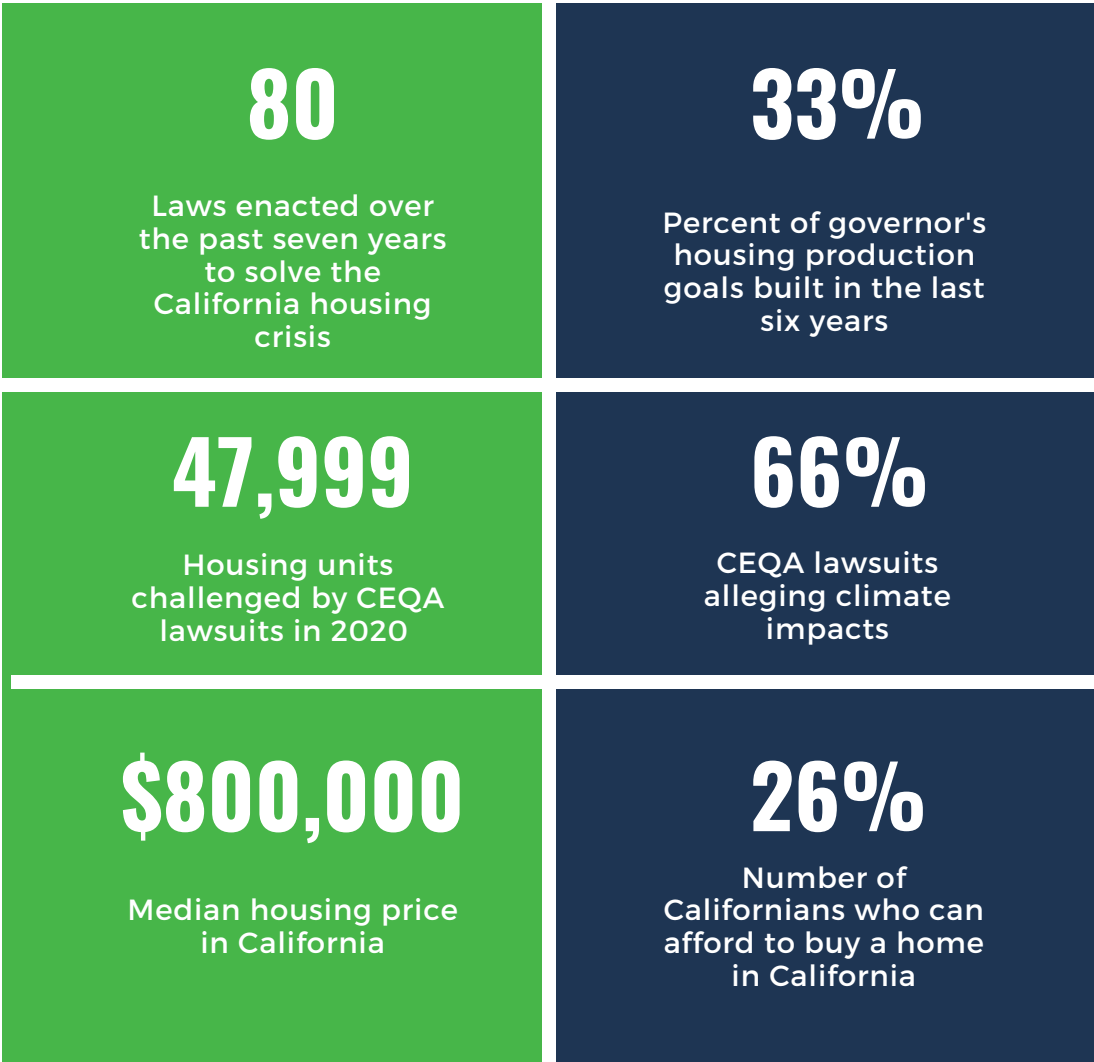 80
Laws enacted over
the past seven years
to solve the
California housing
crisis
33%
Percent of governor's
housing production
goals built in the last
six years
47,999
Housing units
challenged by CEQA
lawsuits in 2020
66%
CEQA lawsuits
alleging climate
impacts
$800,000
Median housing price
in California
26%
Number of
Californians who can
afford to buy a home
in California